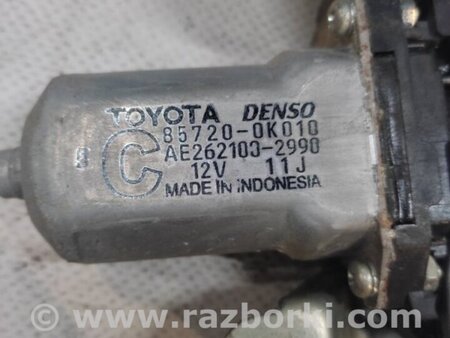 TOYOTA DENSO
C 85720-0K010
AE262100-2990
12V 11J
MADE IN INDONESIA
© www.razborki.com